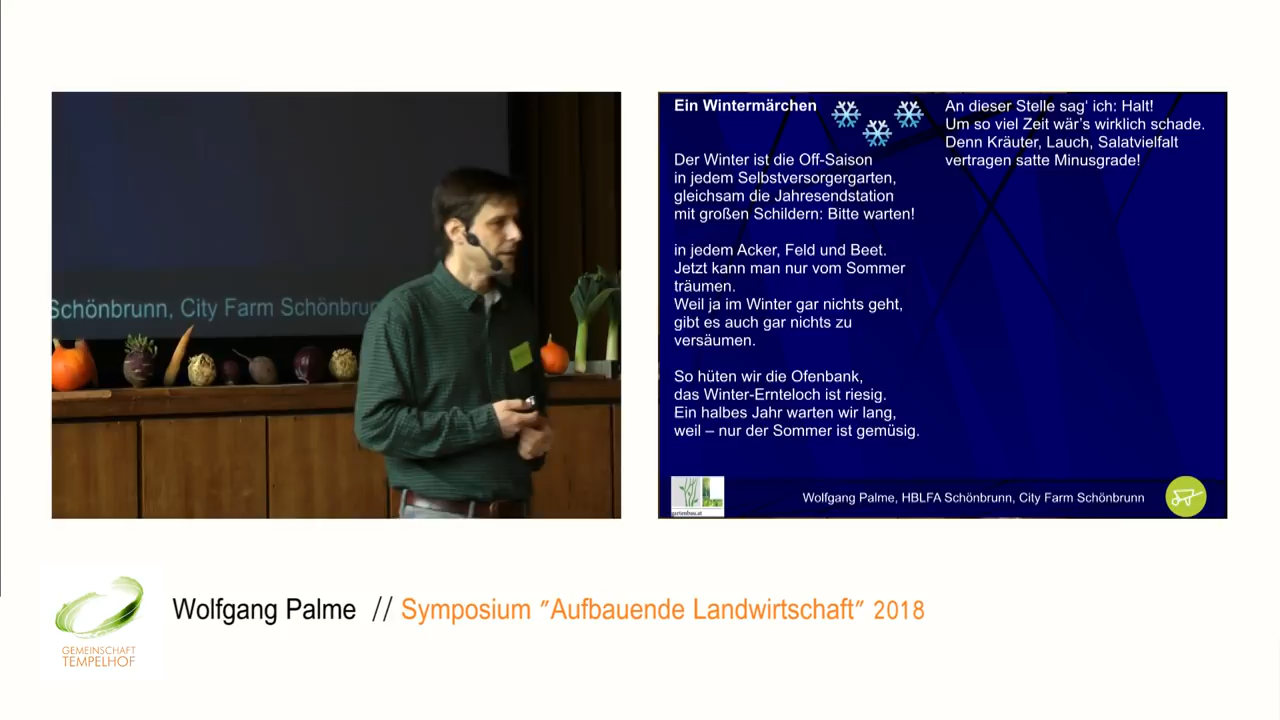 Schönbrunn, City Farm Schönbrun
Ein Wintermärchen
Der Winter ist die Off-Saison
in jedem Selbstversorgergarten,
gleichsam die Jahresendstation
mit großen Schildern: Bitte warten!
in jedem Acker, Feld und Beet.
Jetzt kann man nur vom Sommer
träumen.
Weil ja im Winter gar nichts geht,
gibt es auch gar nichts zu
versäumen.
So hüten wir die Ofenbank,
das Winter-Ernteloch ist riesig.
Ein halbes Jahr warten wir lang,
weil – nur der Sommer ist gemüsig.
An dieser Stelle sag‘ ich: Halt!
Um so viel Zeit wär’s wirklich schade.
Denn Kräuter, Lauch, Salatvielfalt
vertragen satte Minusgrade!
gartenbau.at
Wolfgang Palme, HBLFA Schönbrunn, City Farm Schönbrunn
GEMEINSCHAFT
TEMPELHOF
Wolfgang Palme // Symposium "Aufbauende Landwirtschaft" 2018